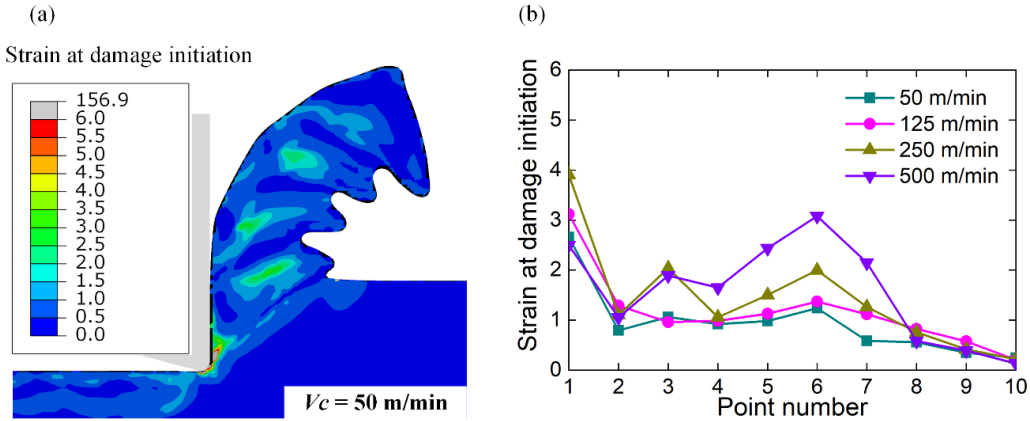 (a)
Strain at damage initiation
156.9
6.0
5.5
5.0
4.5
4.0
3.5
3.0
2.5
2.0
1.5
1.0
0.5
0.0
Vc = 50 m/min
(b)
Strain at damage initiation
6
5
4
3
2
1
0
50 m/min
125 m/min
250 m/min
500 m/min
1 2 3 4 5 6 7 8 9 10
Point number